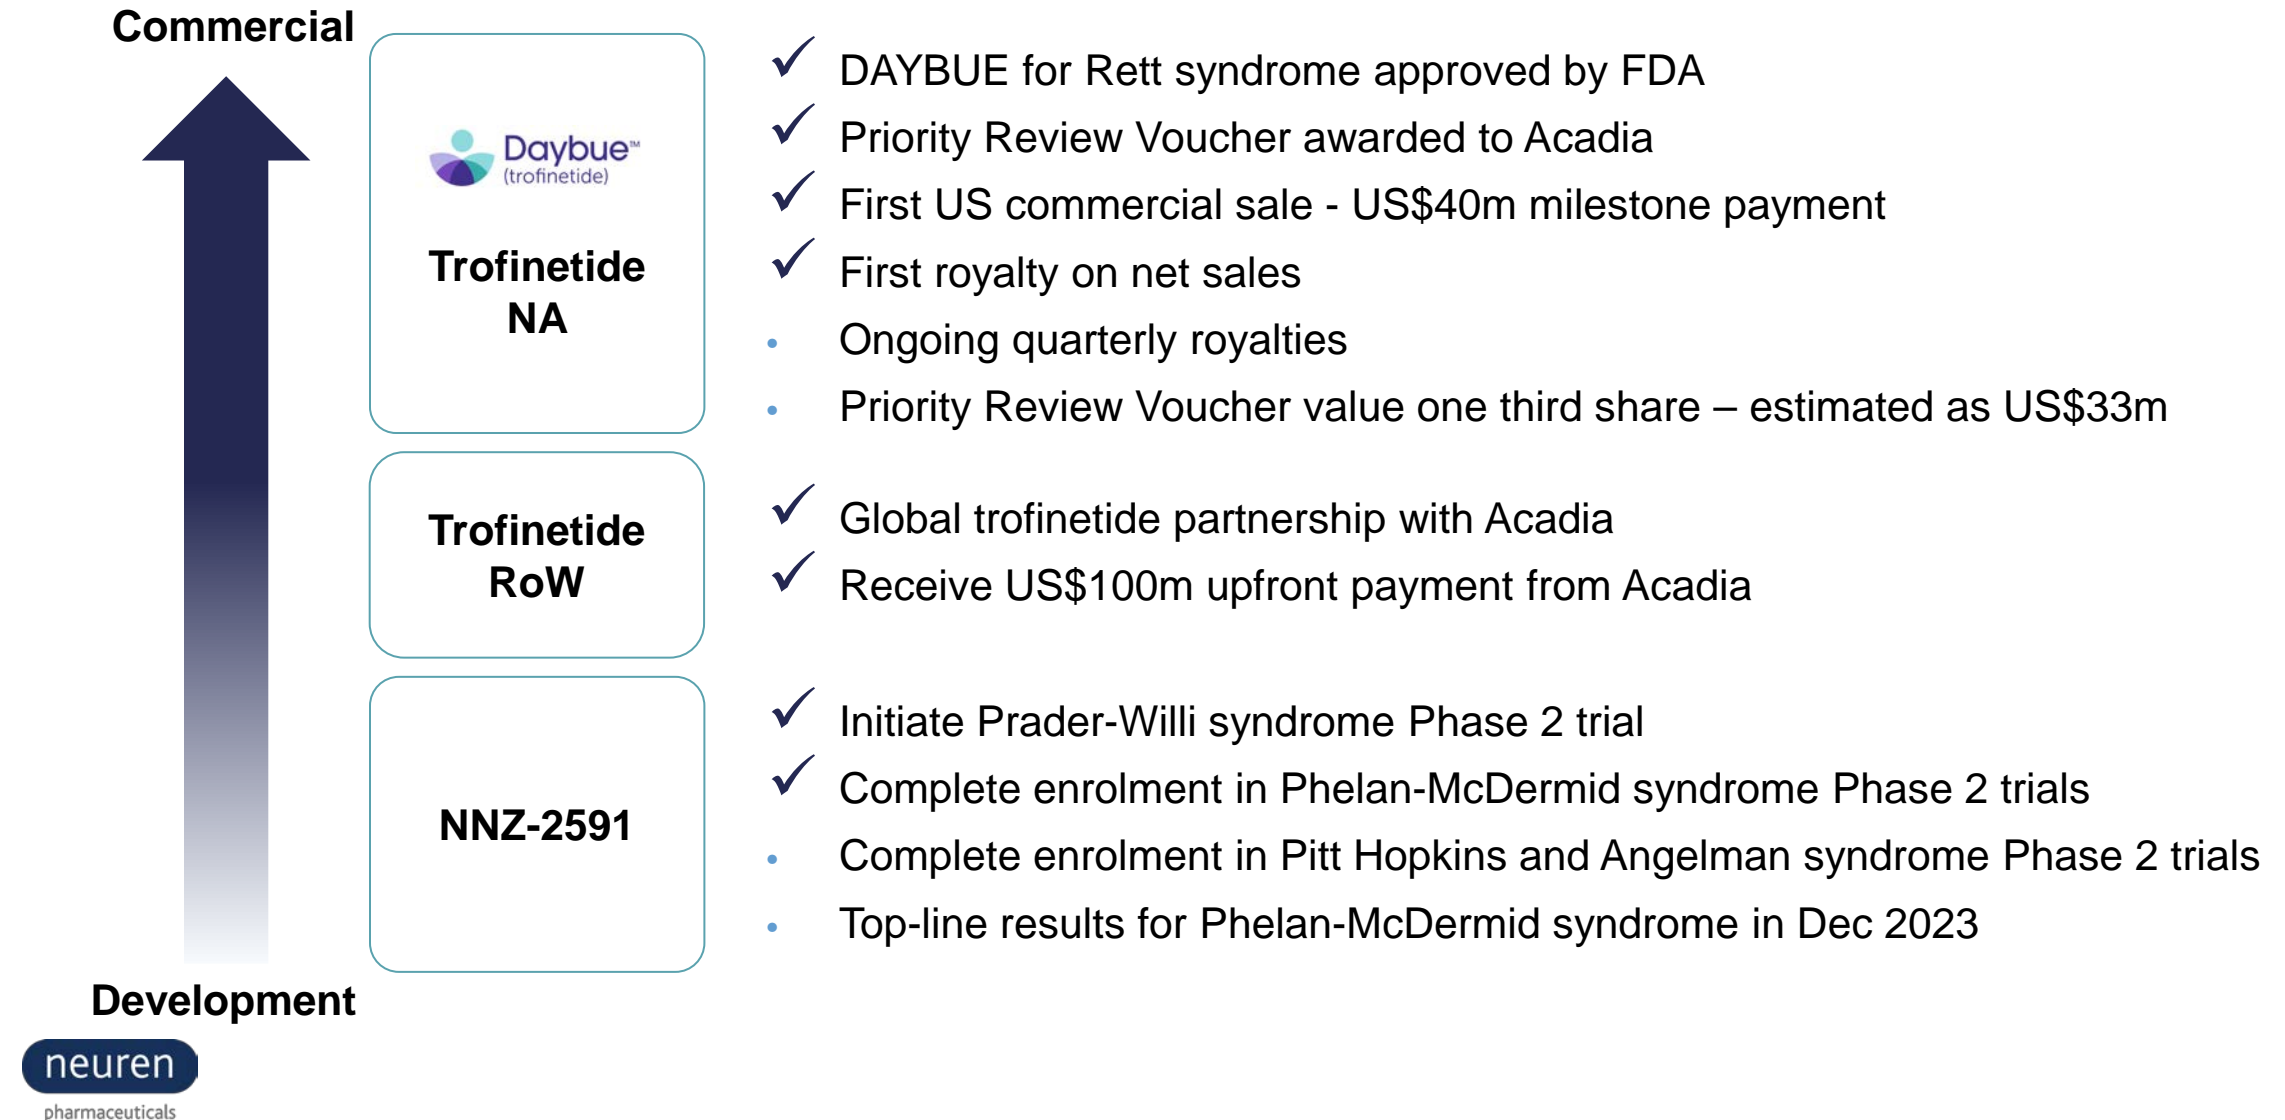 Commercial
Daybue™
(trofinetide)
Trofinetide
NA
✓ DAYBUE for Rett syndrome approved by FDA
✓ Priority Review Voucher awarded to Acadia
✓ First US commercial sale - US$40m milestone payment
✓ First royalty on net sales
• Ongoing quarterly royalties
• Priority Review Voucher value one third share – estimated as US$33m
Trofinetide
RoW
✓ Global trofinetide partnership with Acadia
✓ Receive US$100m upfront payment from Acadia
NNZ-2591
✓ Initiate Prader-Willi syndrome Phase 2 trial
✓ Complete enrolment in Phelan-McDermid syndrome Phase 2 trials
• Complete enrolment in Pitt Hopkins and Angelman syndrome Phase 2 trials
• Top-line results for Phelan-McDermid syndrome in Dec 2023
Development
neuren
pharmaceuticals